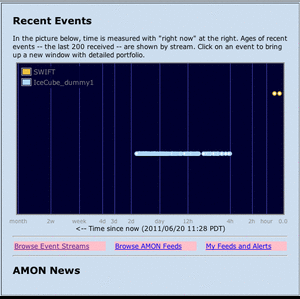 Recent Events
In the picture below, time is measured with "right now" at the right. Ages of recent
events -- the last 200 received -- are shown by stream. Click on an event to bring
up a new window with detailed portfolio.
SWIFT
IceCube_dummy1
month 2w week 4d 3d 2d day 12h 4h 2h hour 0.0
<-- Time since now (2011/06/20 11:28 PDT)
Browse Event Streams Browse AMON Feeds My Feeds and Alerts
AMON News